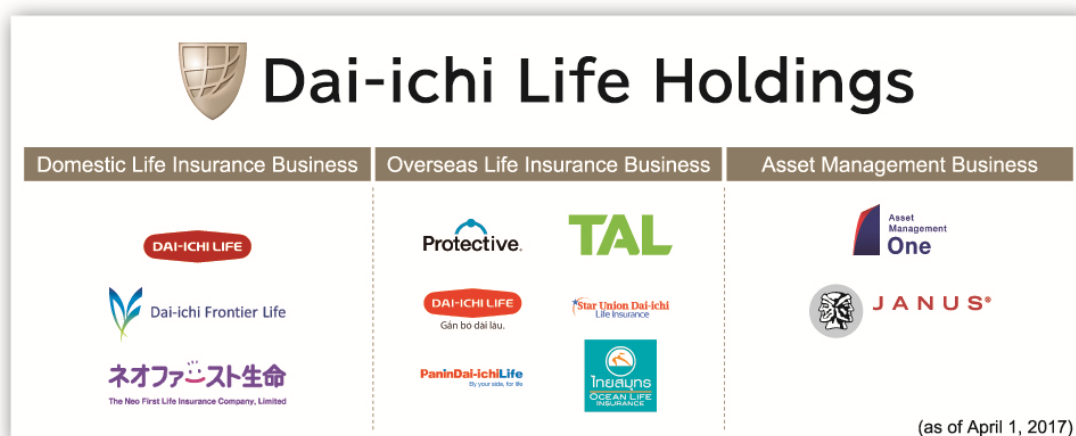 Dai-ichi Life Holdings
Domestic Life Insurance Business
Overseas Life Insurance Business
Asset Management Business
DAI-ICHI LIFE
Dai-ichi Frontier Life
ネオファースト生命
The Neo First Life Insurance Company, Limited
Protective.
TAL
DAI-ICHI LIFE
Gắn bó dài lâu.
Star Union Dai-ichi
Life Insurance
PaninDai-ichiLife
By your side, for life
ไทยสมุทร
OCEAN LIFE
INSURANCE
Asset
Management
One
JANUS®
(as of April 1, 2017)